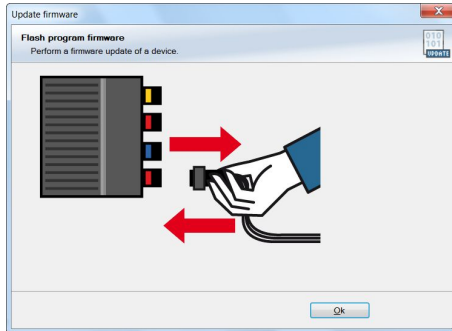 Update firmware
Flash program firmware
Perform a firmware update of a device.
010
101
UPDATE
Ok